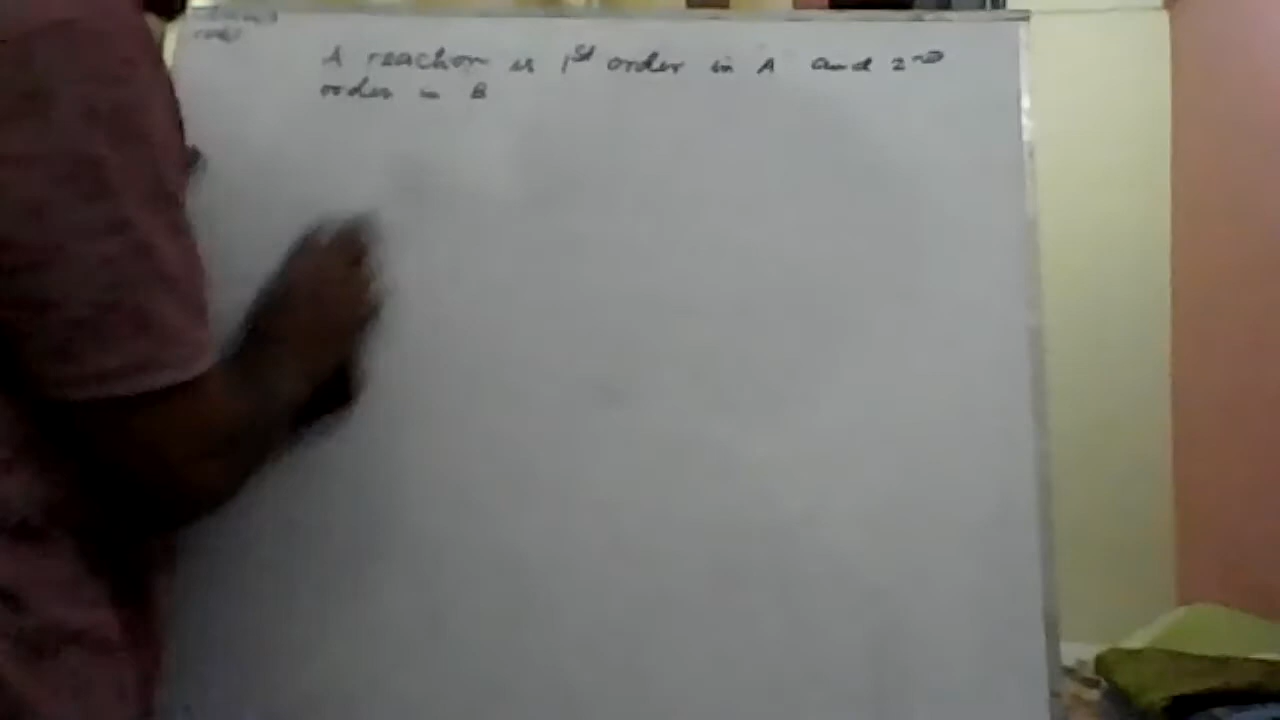 A reaction is 1st order in A and 2nd
order in B